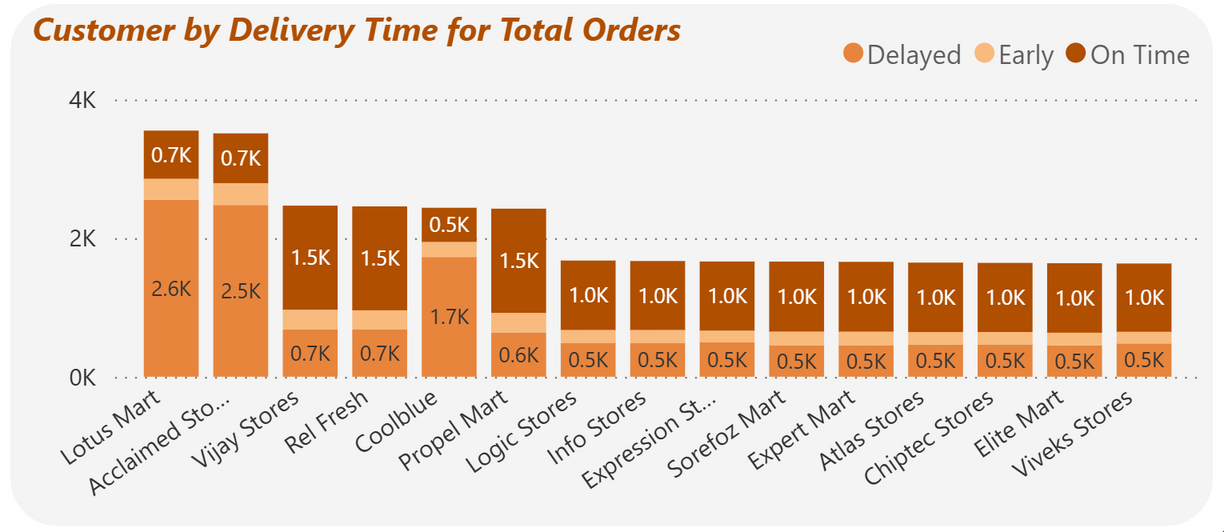 Customer by Delivery Time for Total Orders
Delayed Early On Time
4K
2K
0K
0.7K 0.7K
1.5K 1.5K 0.5K 1.5K
2.6K 2.5K 1.7K
1.0K 1.0K 1.0K 1.0K 1.0K 1.0K 1.0K 1.0K 1.0K
0.7K 0.7K 0.6K 0.5K 0.5K 0.5K 0.5K 0.5K 0.5K 0.5K 0.5K 0.5K
Lotus Mart
Acclaimed Sto...
Vijay Stores
Rel Fresh
Coolblue
Propel Mart
Logic Stores
Info Stores
Expression St...
Sorefoz Mart
Expert Mart
Atlas Stores
Chiptec Stores
Elite Mart
Viveks Stores